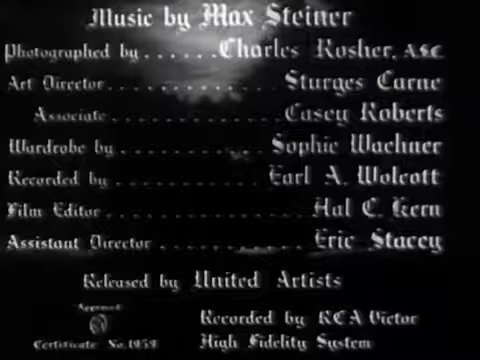 Music by Max Steiner
Photographed by ...... Charles Rosher, A.S.C.
Art Director ............ Sturges Carne
Associate ............ Casey Roberts
Wardrobe by ........... Sophie Wachner
Recorded by ........... Earl A. Wolcott
Film Editor ............. Hal C. Kern
Assistant Director .......... Eric Stacey
Released by United Artists
Approved
Certificate No. 1959
Recorded by RCA Victor
High Fidelity System